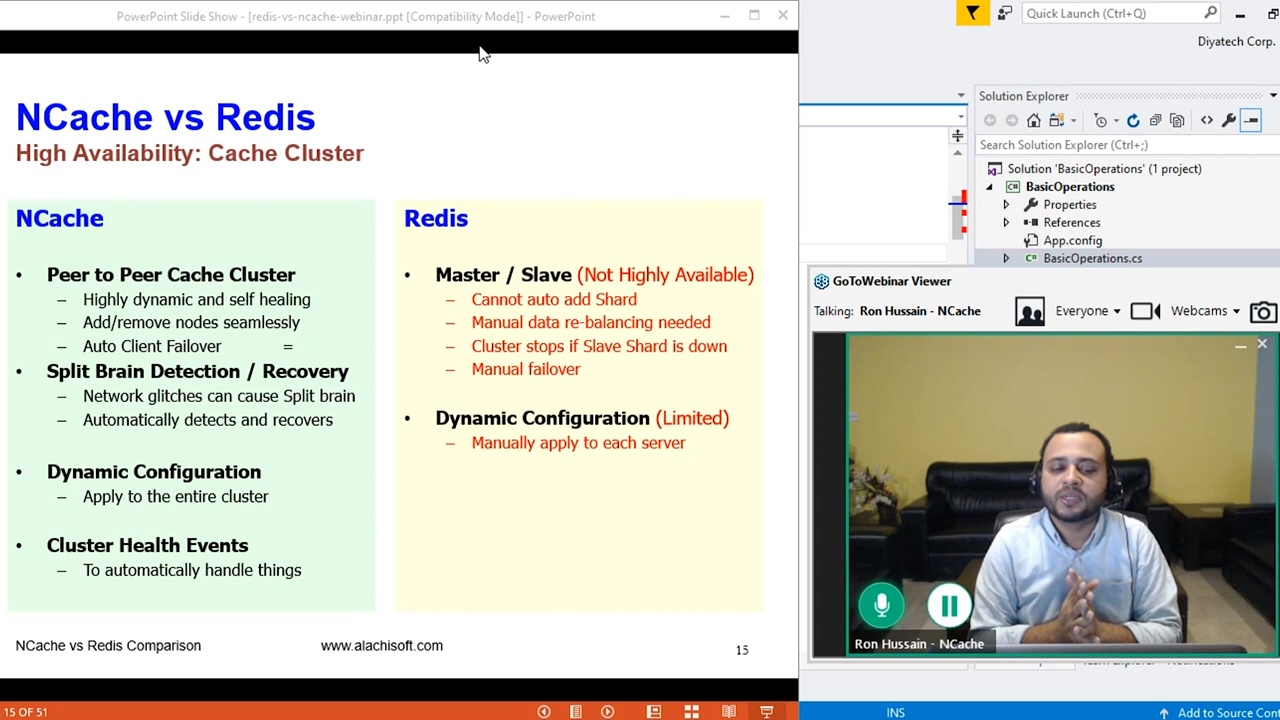 PowerPoint Slide Show - [redis-vs-ncache-webinar.ppt [Compatibility Mode]] - PowerPoint
NCache vs Redis
High Availability: Cache Cluster
NCache
• Peer to Peer Cache Cluster
– Highly dynamic and self healing
– Add/remove nodes seamlessly
– Auto Client Failover =
• Split Brain Detection / Recovery
– Network glitches can cause Split brain
– Automatically detects and recovers
• Dynamic Configuration
– Apply to the entire cluster
• Cluster Health Events
– To automatically handle things
Redis
• Master / Slave (Not Highly Available)
– Cannot auto add Shard
– Manual data re-balancing needed
– Cluster stops if Slave Shard is down
– Manual failover
• Dynamic Configuration (Limited)
– Manually apply to each server
NCache vs Redis Comparison
www.alachisoft.com
15
15 OF 51
Quick Launch (Ctrl+Q)
Diyatech Corp.
Solution Explorer
Search Solution Explorer (Ctrl+;)
Solution 'BasicOperations' (1 project)
C# BasicOperations
Properties
References
App.config
C# BasicOperations.cs
GoToWebinar Viewer
Talking: Ron Hussain - NCache
Everyone
Webcams
Ron Hussain - NCache
INS
Add to Source Cont